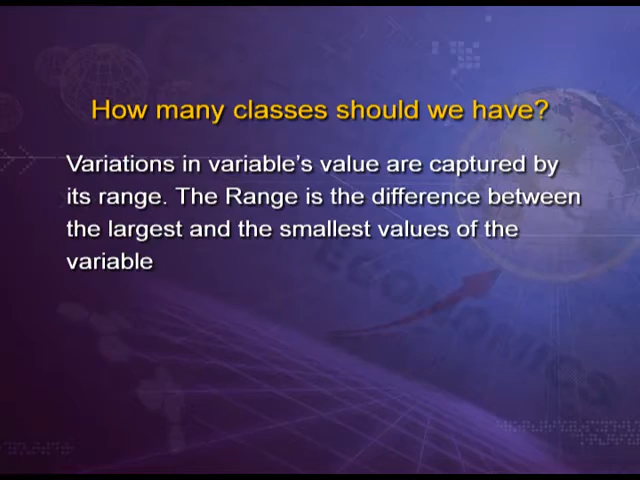 How many classes should we have?
Variations in variable's value are captured by
its range. The Range is the difference between
the largest and the smallest values of the
variable
ECONOMICS